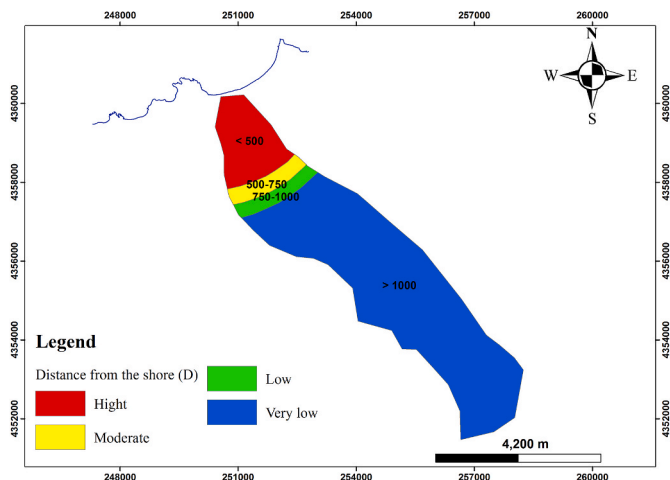 248000 251000 254000 257000 260000
N
W E
S
4360000 4360000
< 500
4358000 4358000
500-750
750-1000
4356000 4356000
> 1000
4354000 4354000
Legend
Distance from the shore (D)
Low
Hight
Very low
Moderate
4352000 4352000
4,200 m
248000 251000 254000 257000 260000